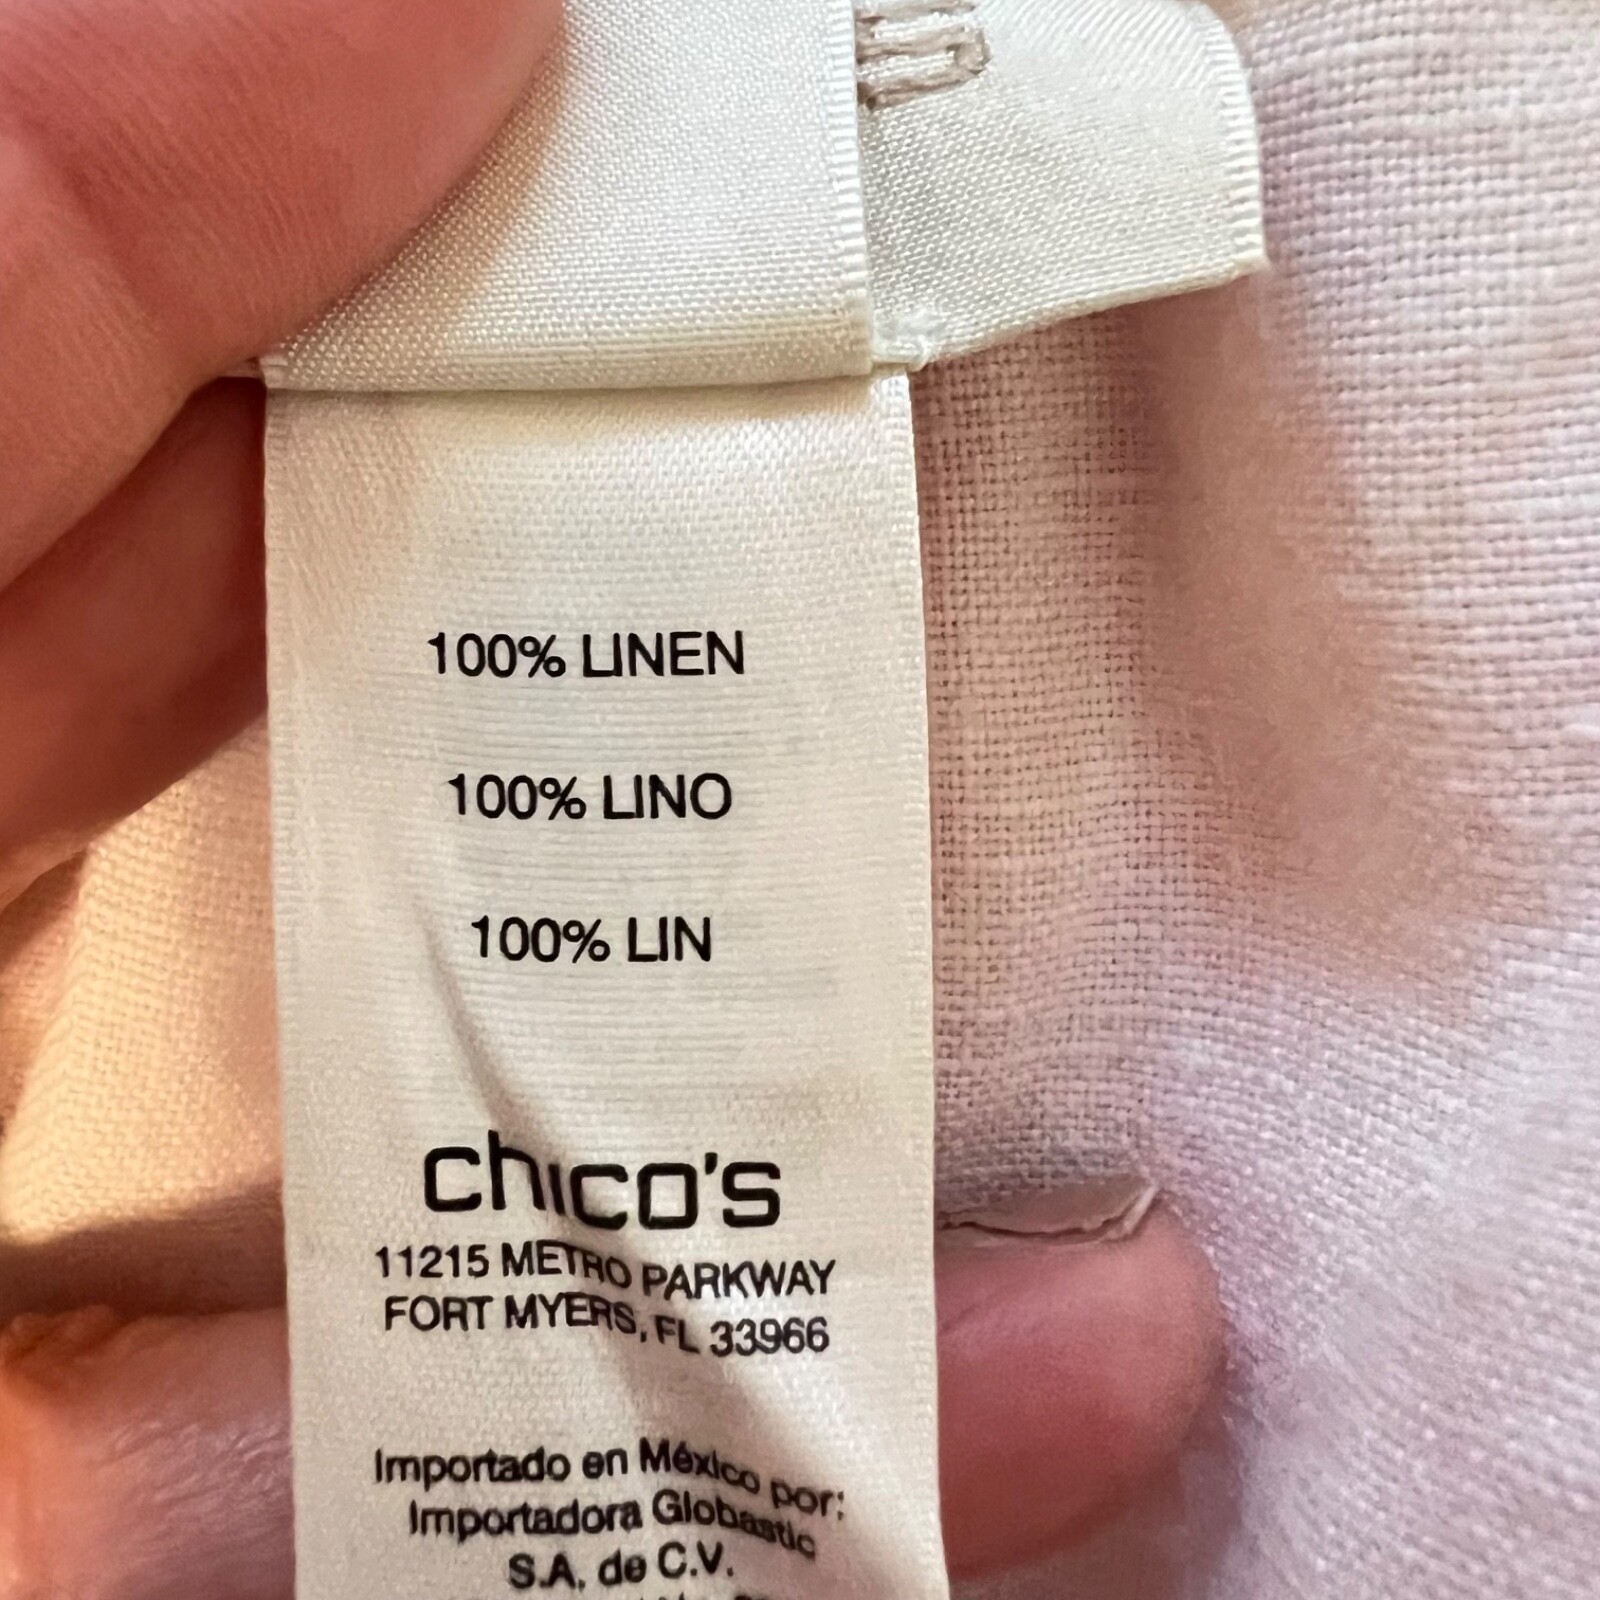 100% LINEN
100% LINO
100% LIN
chico's
11215 METRO PARKWAY
FORT MYERS, FL 33966
Importado en México por:
Importadora Globastic
S.A. de C.V.